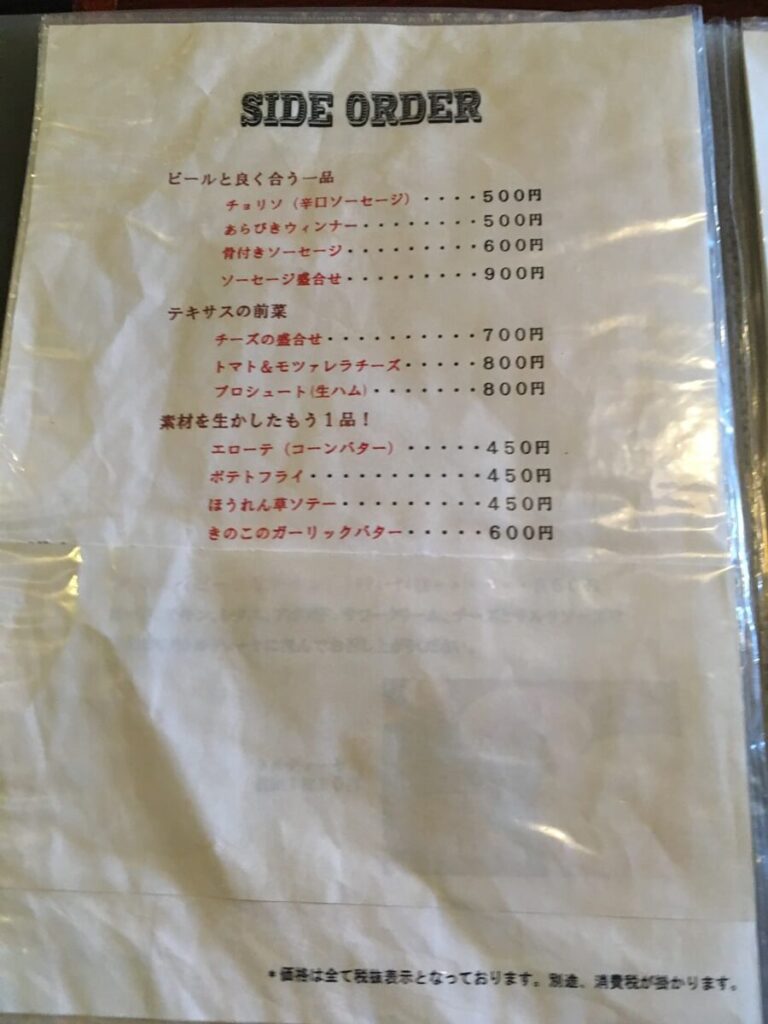 SIDE ORDER
ビールと良く合う一品
チョリソ（辛口ソーセージ）・・・・５００円
あらびきウィンナー・・・・・・・・５００円
骨付きソーセージ・・・・・・・・・６００円
ソーセージ盛合せ・・・・・・・・・９００円
テキサスの前菜
チーズの盛合せ・・・・・・・・・・７００円
トマト＆モツァレラチーズ・・・・・８００円
プロシュート(生ハム)・・・・・・・８００円
素材を生かしたもう１品！
エローテ（コーンバター）・・・・・４５０円
ポテトフライ・・・・・・・・・・・４５０円
ほうれん草ソテー・・・・・・・・・４５０円
きのこのガーリックバター・・・・・６００円
＊価格は全て税抜表示となっております。別途、消費税が掛かります。